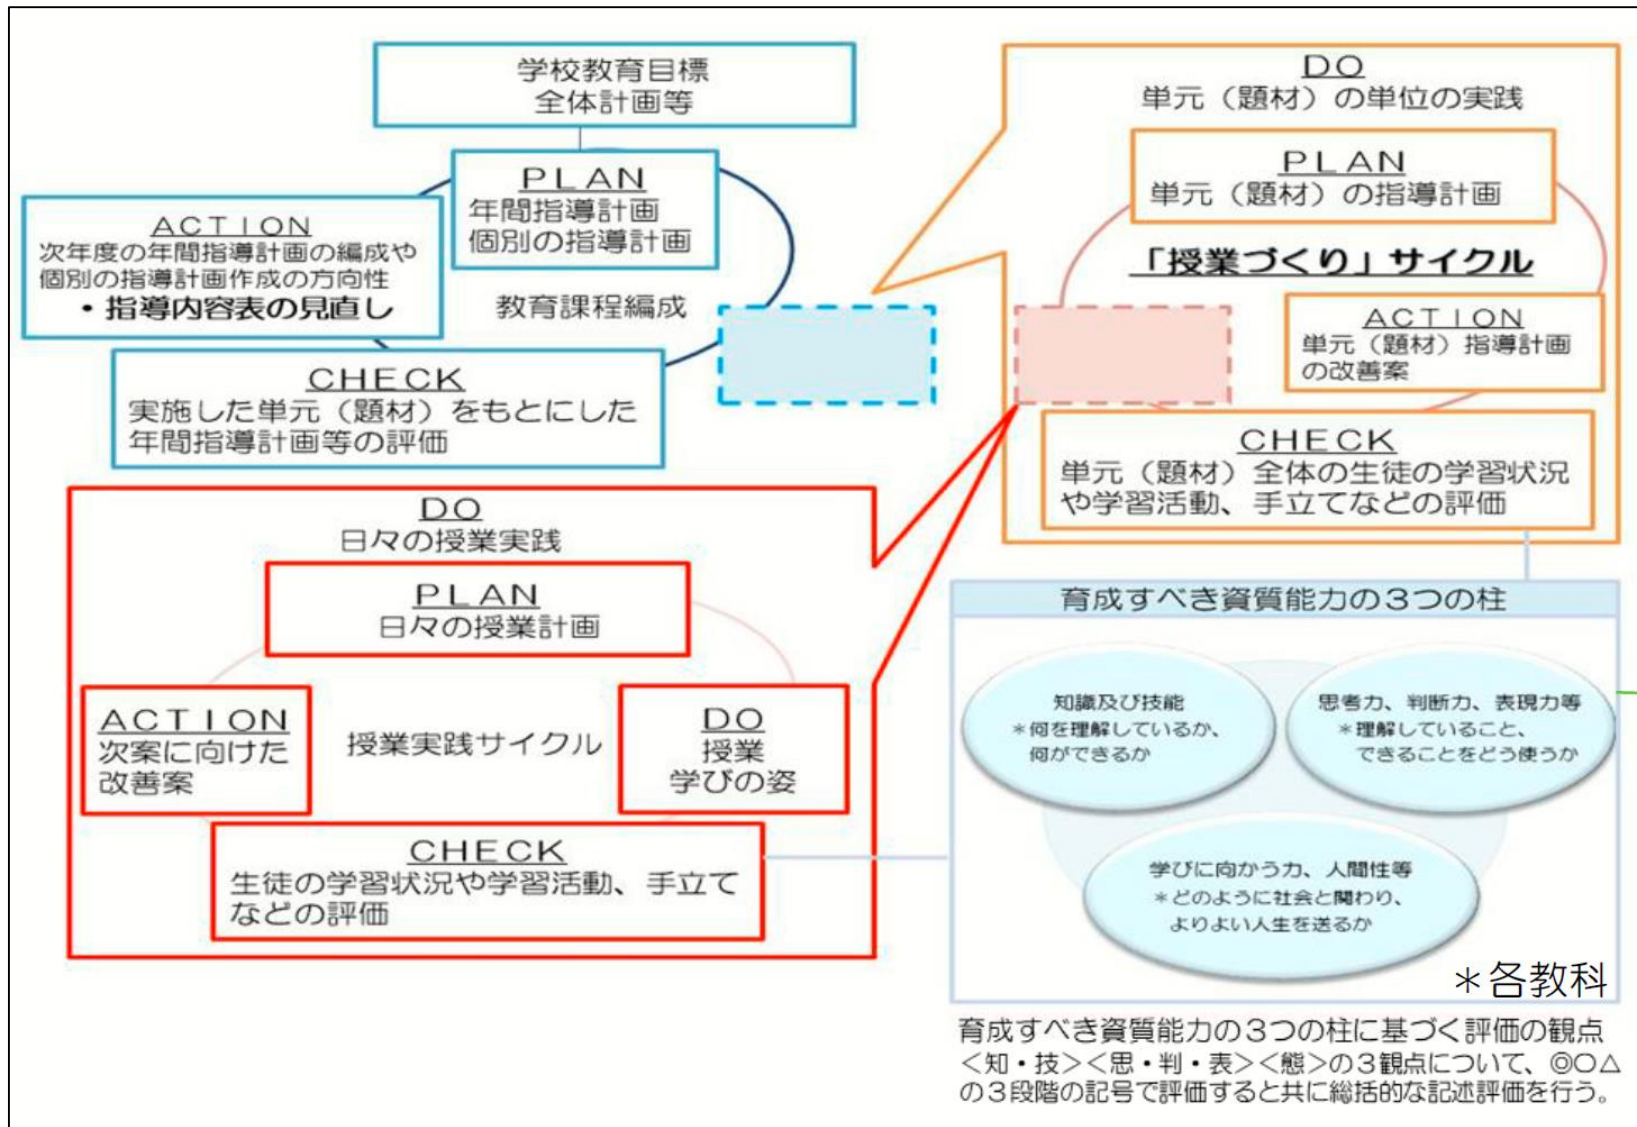 学校教育目標
全体計画等
ＰＬＡＮ
年間指導計画
個別の指導計画
ＡＣＴＩＯＮ
次年度の年間指導計画の編成や
個別の指導計画作成の方向性
・指導内容表の見直し
教育課程編成
ＣＨＥＣＫ
実施した単元（題材）をもとにした
年間指導計画等の評価
ＤＯ
単元（題材）の単位の実践
ＰＬＡＮ
単元（題材）の指導計画
「授業づくり」サイクル
ＡＣＴＩＯＮ
単元（題材）指導計画
の改善案
ＣＨＥＣＫ
単元（題材）全体の生徒の学習状況
や学習活動、手立てなどの評価
ＤＯ
日々の授業実践
ＰＬＡＮ
日々の授業計画
ＡＣＴＩＯＮ
次案に向けた
改善案
授業実践サイクル
ＤＯ
授業
学びの姿
ＣＨＥＣＫ
生徒の学習状況や学習活動、手立て
などの評価
育成すべき資質能力の３つの柱
知識及び技能
＊何を理解しているか、
何ができるか
思考力、判断力、表現力等
＊理解していること、
できることをどう使うか
学びに向かう力、人間性等
＊どのように社会と関わり、
よりよい人生を送るか
＊各教科
育成すべき資質能力の３つの柱に基づく評価の観点
＜知・技＞＜思・判・表＞＜態＞の３観点について、◎○△
の３段階の記号で評価すると共に総括的な記述評価を行う。